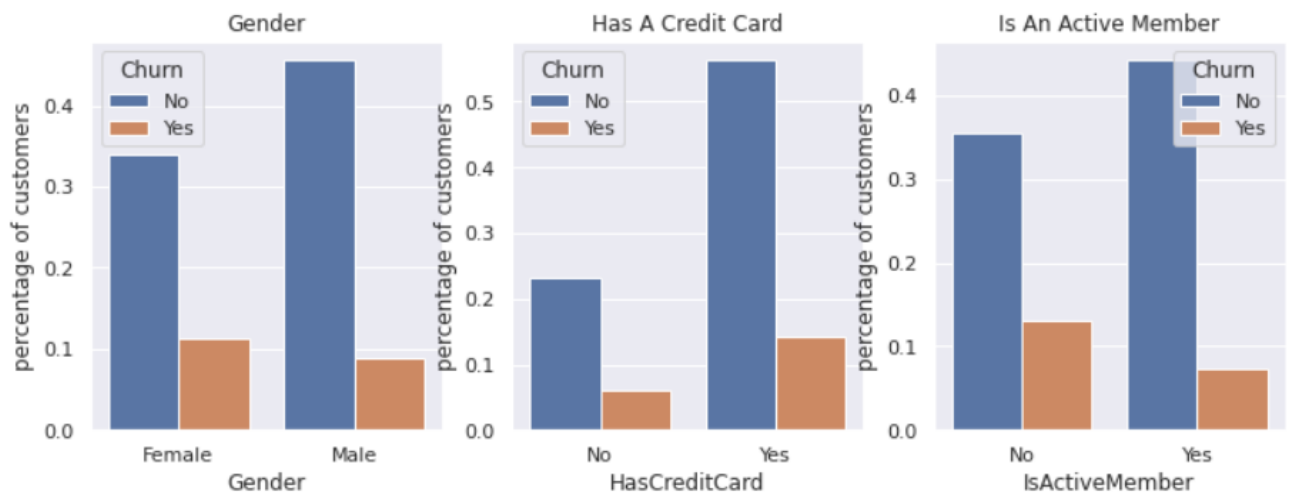 Gender
Churn
No
Yes
percentage of customers
0.4
0.3
0.2
0.1
0.0
Female Male
Gender
Has A Credit Card
Churn
No
Yes
percentage of customers
0.5
0.4
0.3
0.2
0.1
0.0
No Yes
HasCreditCard
Is An Active Member
Churn
No
Yes
percentage of customers
0.4
0.3
0.2
0.1
0.0
No Yes
IsActiveMember